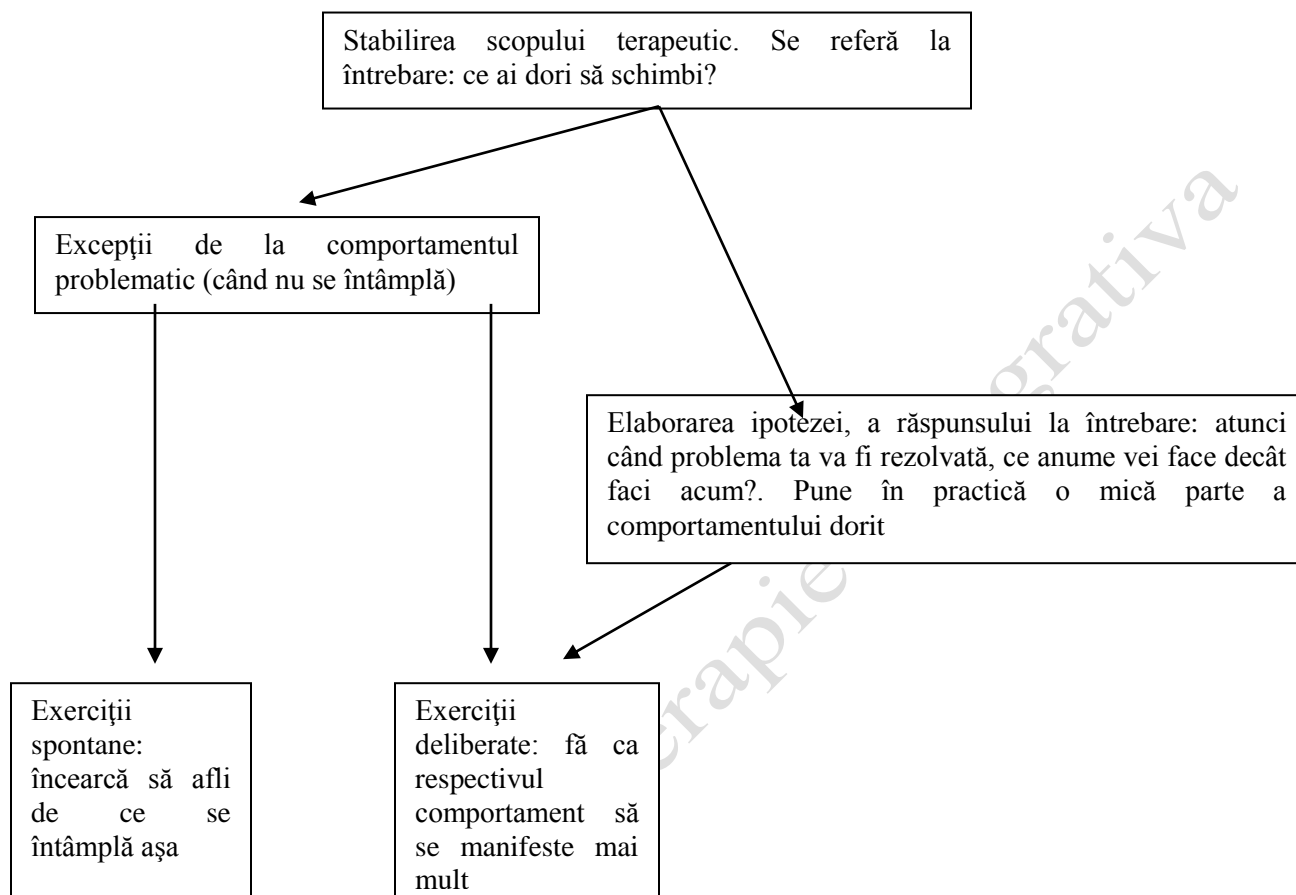 Stabilirea scopului terapeutic. Se referă la
întrebare: ce ai dori să schimbi?
Excepţii de la comportamentul
problematic (când nu se întâmplă)
Elaborarea ipotezei, a răspunsului la întrebare: atunci
când problema ta va fi rezolvată, ce anume vei face decât
faci acum?. Pune în practică o mică parte a
comportamentului dorit
Exerciţii
spontane:
încearcă să afli
de ce se
întâmplă aşa
Exerciţii
deliberate: fă ca
respectivul
comportament să
se manifeste mai
mult